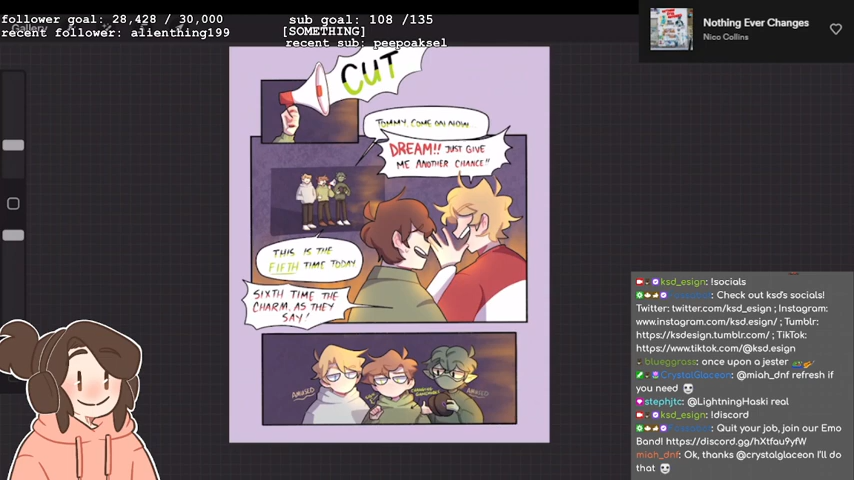 follower goal: 28,428 / 30,000
recent follower: alienthing199
sub goal: 108 /135
[SOMETHING]
recent sub: peepoaksel
Gallery
Nothing Ever Changes
Nico Collins
CUT
TOMMY, COME ON NOW
DREAM!! JUST GIVE
ME ANOTHER CHANCE"
THIS IS THE
FIFTH TIME TODAY
SIXTH TIME THE
CHARM, AS THEY
SAY!
AMUSED
AMUSED
ksd_esign: !socials
Check out ksd's socials!
Twitter: twitter.com/ksd_esign ; Instagram:
www.instagram.com/ksd.esign/ ; Tumblr:
https://ksdesign.tumblr.com/ ; TikTok:
https://www.tiktok.com/@ksd.esign
blueggross: once upon a jester
CrystalGlaceon: @miah_dnf refresh if
you need
stephjtc: @LightningHaski real
ksd_esign: !discord
Quit your job, join our Emo
Band! https://discord.gg/hXtfau9yfW
miah_dnf: Ok, thanks @crystalglaceon I'll do
that